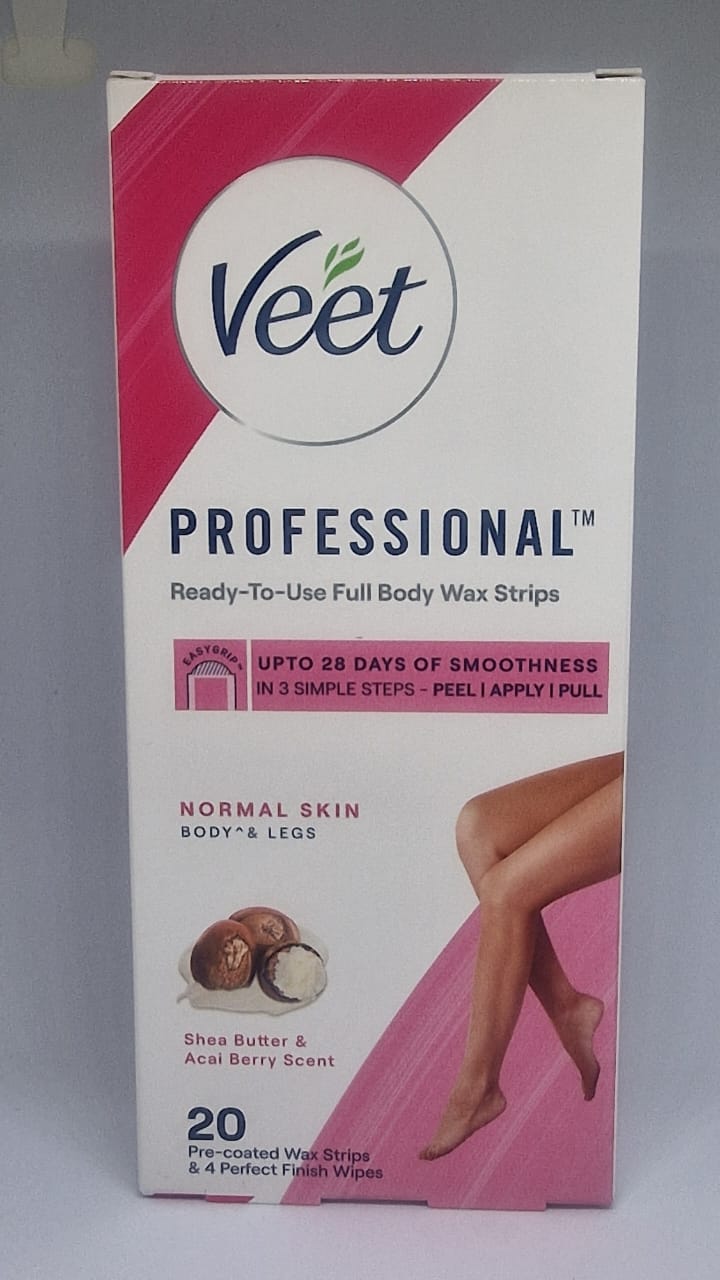 Veet
PROFESSIONAL™
Ready-To-Use Full Body Wax Strips
EASYGRIP™
UPTO 28 DAYS OF SMOOTHNESS
IN 3 SIMPLE STEPS - PEEL | APPLY | PULL
NORMAL SKIN
BODY^& LEGS
Shea Butter &
Acai Berry Scent
20
Pre-coated Wax Strips
& 4 Perfect Finish Wipes